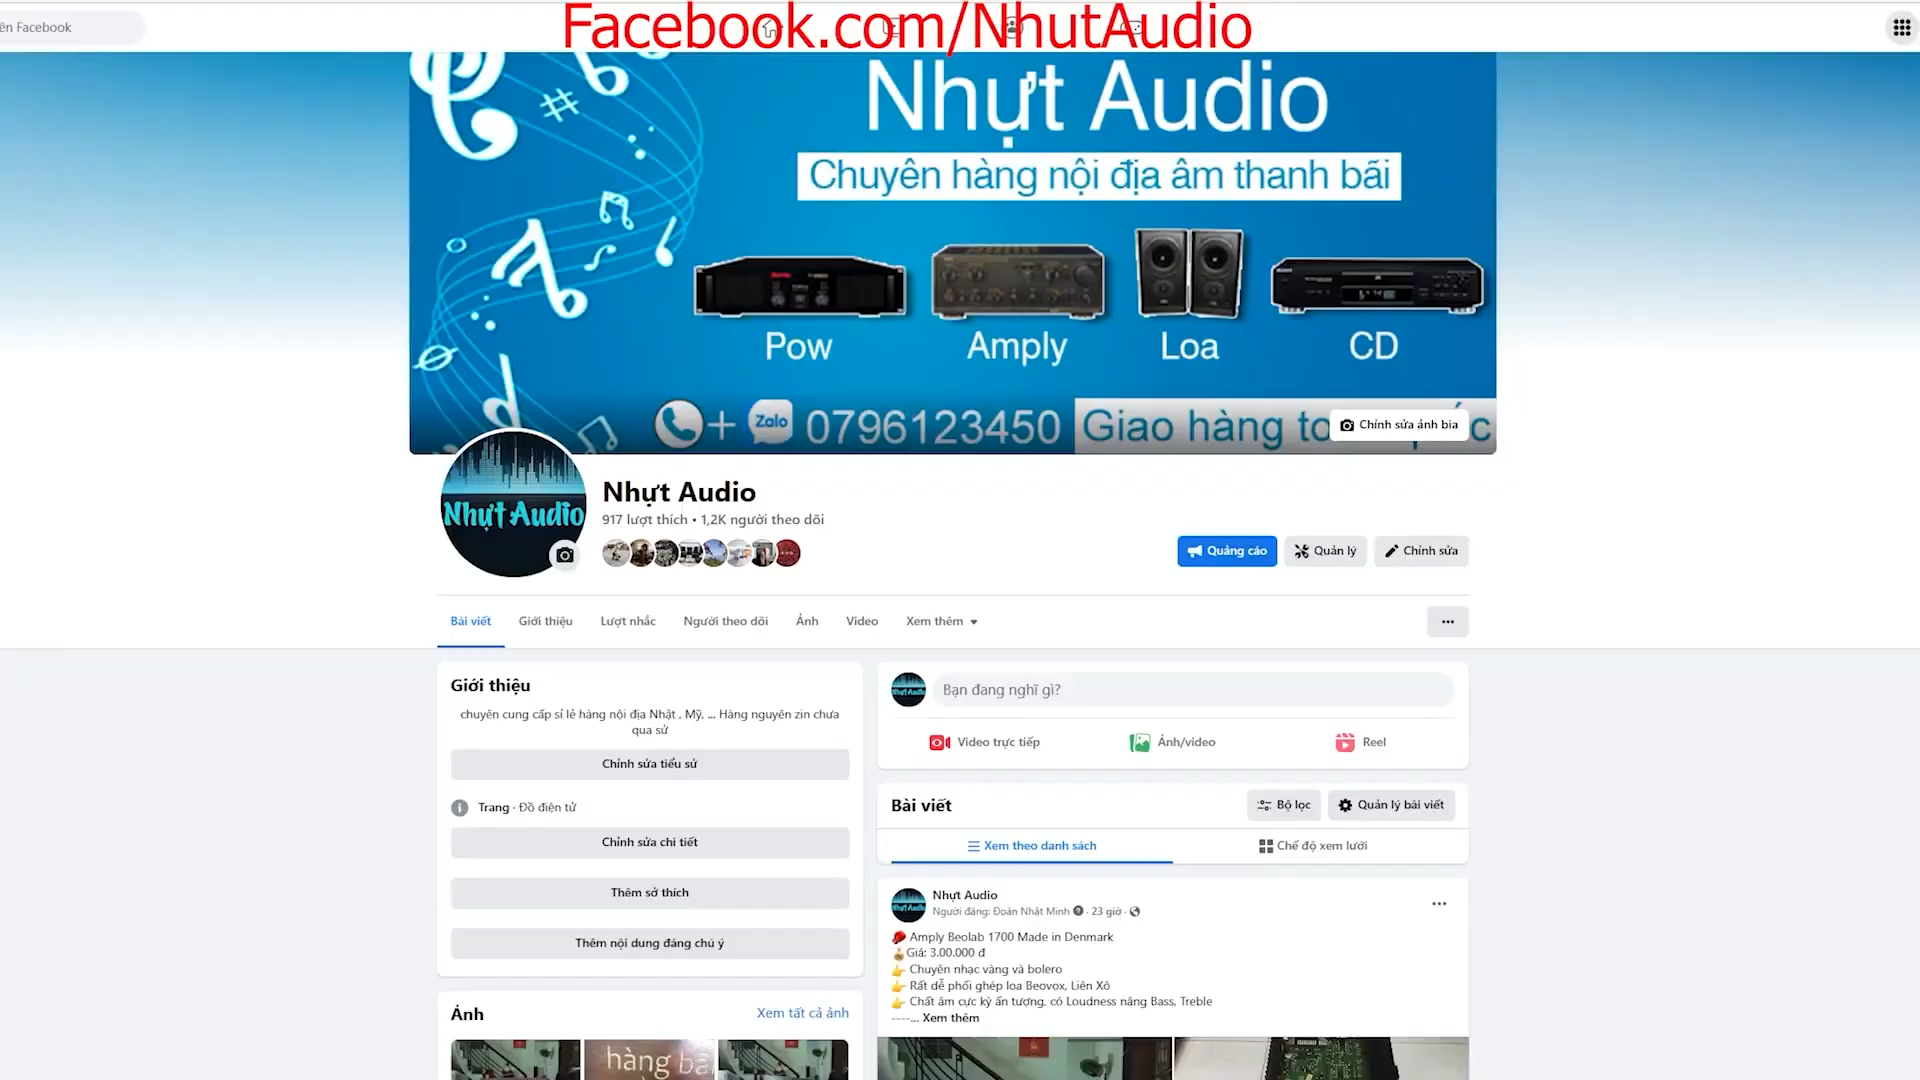 Facebook.com/NhutAudio
ên Facebook
Nhựt Audio
Chuyên hàng nội địa âm thanh bãi
Pow
Amply
Loa
CD
Zalo
0796123450
Giao hàng to
c
Chỉnh sửa ảnh bìa
Nhựt Audio
Nhựt Audio
917 lượt thích • 1,2K người theo dõi
Quảng cáo
Quản lý
Chỉnh sửa
Bài viết
Giới thiệu
Lượt nhắc
Người theo dõi
Ảnh
Video
Xem thêm
Giới thiệu
chuyên cung cấp sỉ lẻ hàng nội địa Nhật , Mỹ, ... Hàng nguyên zin chưa
qua sử
Chỉnh sửa tiểu sử
Trang · Đồ điện tử
Chỉnh sửa chi tiết
Thêm sở thích
Thêm nội dung đáng chú ý
Ảnh
Xem tất cả ảnh
hàng bã
Bạn đang nghĩ gì?
Video trực tiếp
Ảnh/video
Reel
Bài viết
Bộ lọc
Quản lý bài viết
Xem theo danh sách
Chế độ xem lưới
Nhựt Audio
Người đăng: Đoàn Nhật Minh · 23 giờ ·
Amply Beolab 1700 Made in Denmark
Giá: 3.00.000 đ
Chuyên nhạc vàng và bolero
Rất dễ phối ghép loa Beovox, Liên Xô
Chất âm cực kỳ ấn tượng, có Loudness nâng Bass, Treble
----... Xem thêm